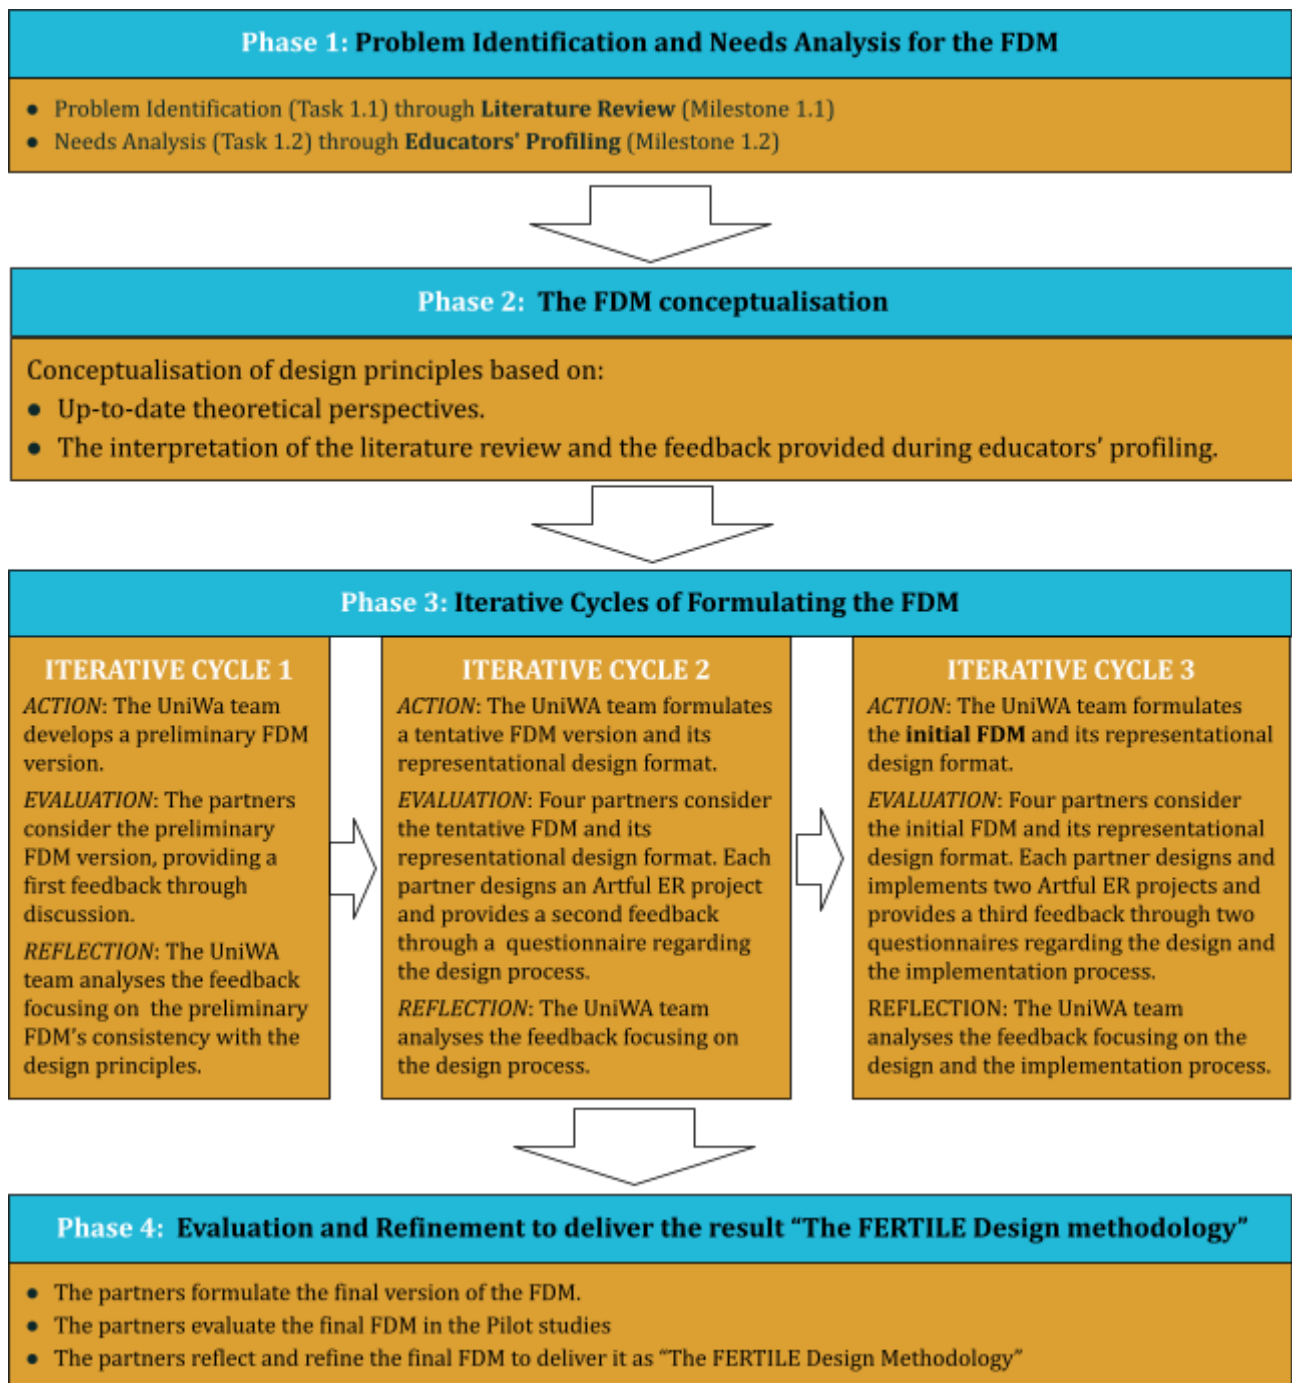 Phase 1: Problem Identification and Needs Analysis for the FDM
● Problem Identification (Task 1.1) through Literature Review (Milestone 1.1)
● Needs Analysis (Task 1.2) through Educators' Profiling (Milestone 1.2)
Phase 2: The FDM conceptualisation
Conceptualisation of design principles based on:
● Up-to-date theoretical perspectives.
● The interpretation of the literature review and the feedback provided during educators' profiling.
Phase 3: Iterative Cycles of Formulating the FDM
ITERATIVE CYCLE 1
ACTION: The UniWa team
develops a preliminary FDM
version.
EVALUATION: The partners
consider the preliminary
FDM version, providing a
first feedback through
discussion.
REFLECTION: The UniWA
team analyses the feedback
focusing on the preliminary
FDM's consistency with the
design principles.
ITERATIVE CYCLE 2
ACTION: The UniWA team formulates
a tentative FDM version and its
representational design format.
EVALUATION: Four partners consider
the tentative FDM and its
representational design format. Each
partner designs an Artful ER project
and provides a second feedback
through a questionnaire regarding
the design process.
REFLECTION: The UniWA team
analyses the feedback focusing on
the design process.
ITERATIVE CYCLE 3
ACTION: The UniWA team formulates
the initial FDM and its representational
design format.
EVALUATION: Four partners consider
the initial FDM and its representational
design format. Each partner designs and
implements two Artful ER projects and
provides a third feedback through two
questionnaires regarding the design and
the implementation process.
REFLECTION: The UniWA team
analyses the feedback focusing on the
design and the implementation process.
Phase 4: Evaluation and Refinement to deliver the result “The FERTILE Design methodology”
● The partners formulate the final version of the FDM.
● The partners evaluate the final FDM in the Pilot studies
● The partners reflect and refine the final FDM to deliver it as “The FERTILE Design Methodology”